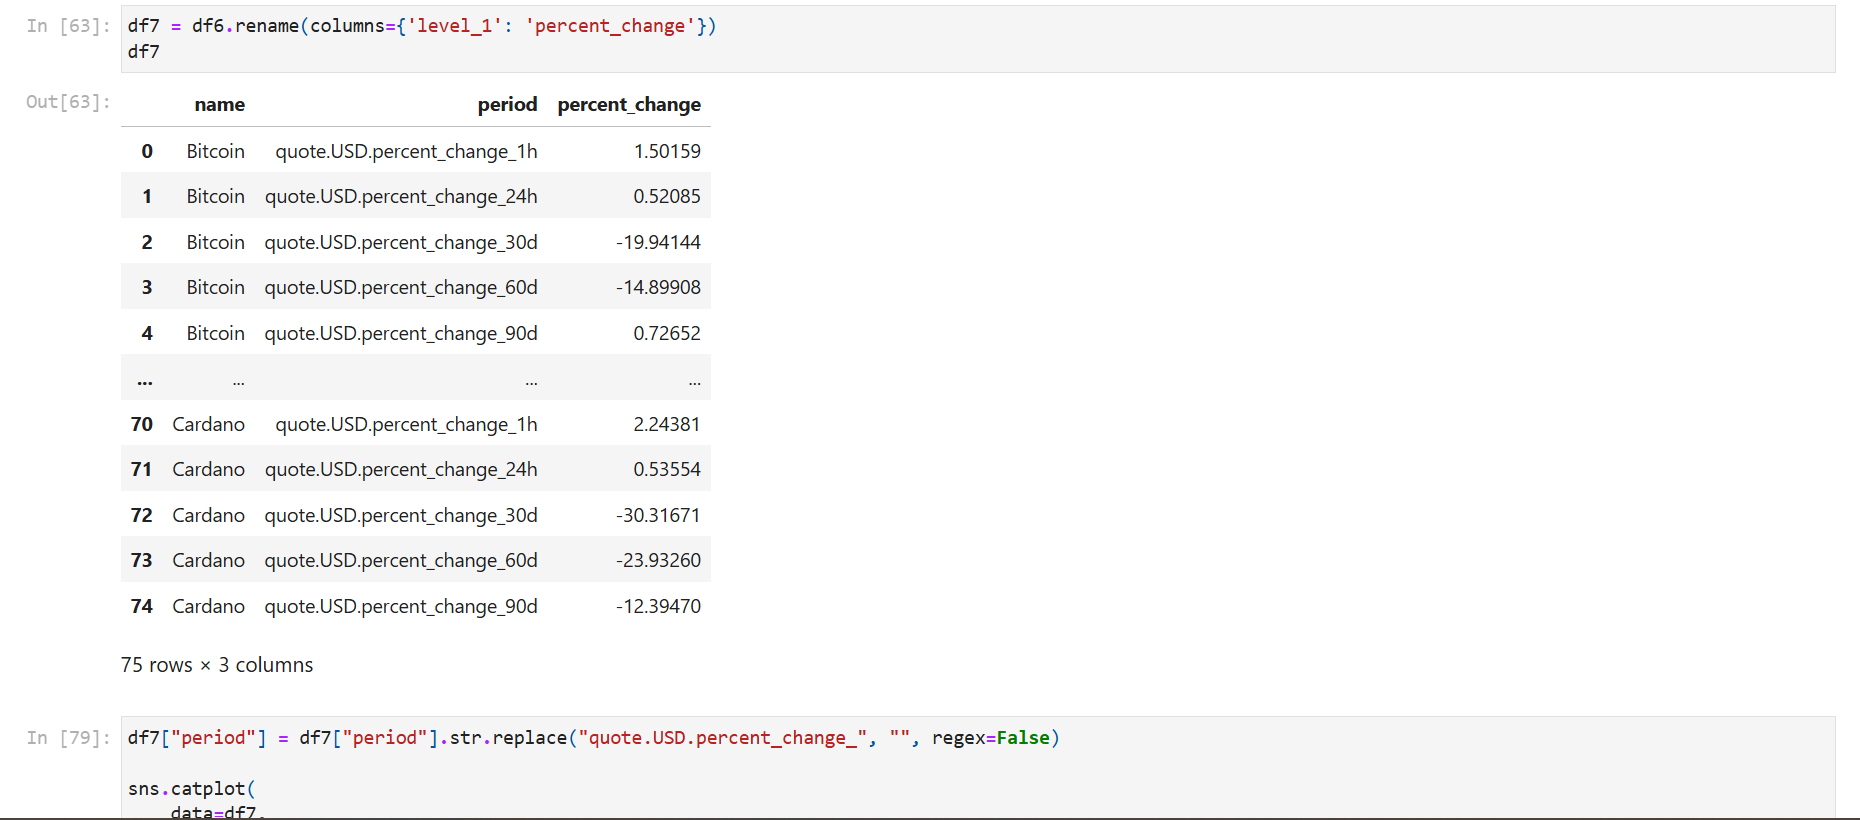 In [63]: df7 = df6.rename(columns={'level_1': 'percent_change'})
df7
Out[63]:
name period percent_change
0 Bitcoin quote.USD.percent_change_1h 1.50159
1 Bitcoin quote.USD.percent_change_24h 0.52085
2 Bitcoin quote.USD.percent_change_30d -19.94144
3 Bitcoin quote.USD.percent_change_60d -14.89908
4 Bitcoin quote.USD.percent_change_90d 0.72652
... ... ... ...
70 Cardano quote.USD.percent_change_1h 2.24381
71 Cardano quote.USD.percent_change_24h 0.53554
72 Cardano quote.USD.percent_change_30d -30.31671
73 Cardano quote.USD.percent_change_60d -23.93260
74 Cardano quote.USD.percent_change_90d -12.39470
75 rows × 3 columns
In [79]: df7["period"] = df7["period"].str.replace("quote.USD.percent_change_", "", regex=False)
sns.catplot(
data=df7,